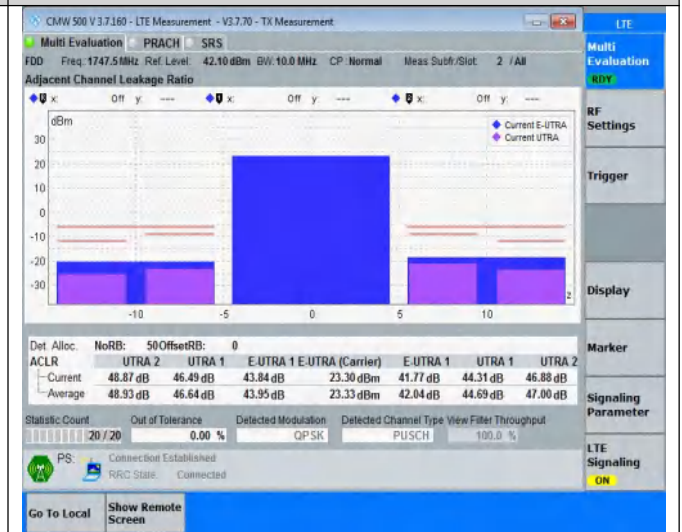 CMW 500 V 3.7.160 - LTE Measurement - V3.7.70 - TX Measurement
LTE
Multi Evaluation PRACH SRS
Multi Evaluation
RDY
FDD Freq.: 1747.5 MHz Ref. Level: 42.10 dBm BW: 10.0 MHz CP: Normal Meas Subfr./Slot: 2 / All
Adjacent Channel Leakage Ratio
x: Off y: --- x: Off y: --- x: Off y: ---
dBm
Current E-UTRA
Current UTRA
30
20
10
0
-10
-20
-30
2
-10 -5 0 5 10
RF Settings
Trigger
Display
Marker
Signaling Parameter
LTE Signaling
ON
Det. Alloc. NoRB: 50 OffsetRB: 0
ACLR UTRA 2 UTRA 1 E-UTRA 1 E-UTRA (Carrier) E-UTRA 1 UTRA 1 UTRA 2
Current 48.87 dB 46.49 dB 43.84 dB 23.30 dBm 41.77 dB 44.31 dB 46.88 dB
Average 48.93 dB 46.64 dB 43.95 dB 23.33 dBm 42.04 dB 44.69 dB 47.00 dB
Statistic Count Out of Tolerance Detected Modulation Detected Channel Type View Filter Throughput
20 / 20 0.00 % QPSK PUSCH 100.0 %
PS: Connection Established
RRC State: Connected
Go To Local
Show Remote Screen